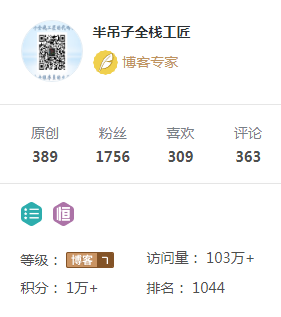 半吊子全栈工匠
博客专家
原创 粉丝 喜欢 评论
389 1756 309 363
恒
等级： 博客 7 访问量： 103万+
积分： 1万+ 排名： 1044